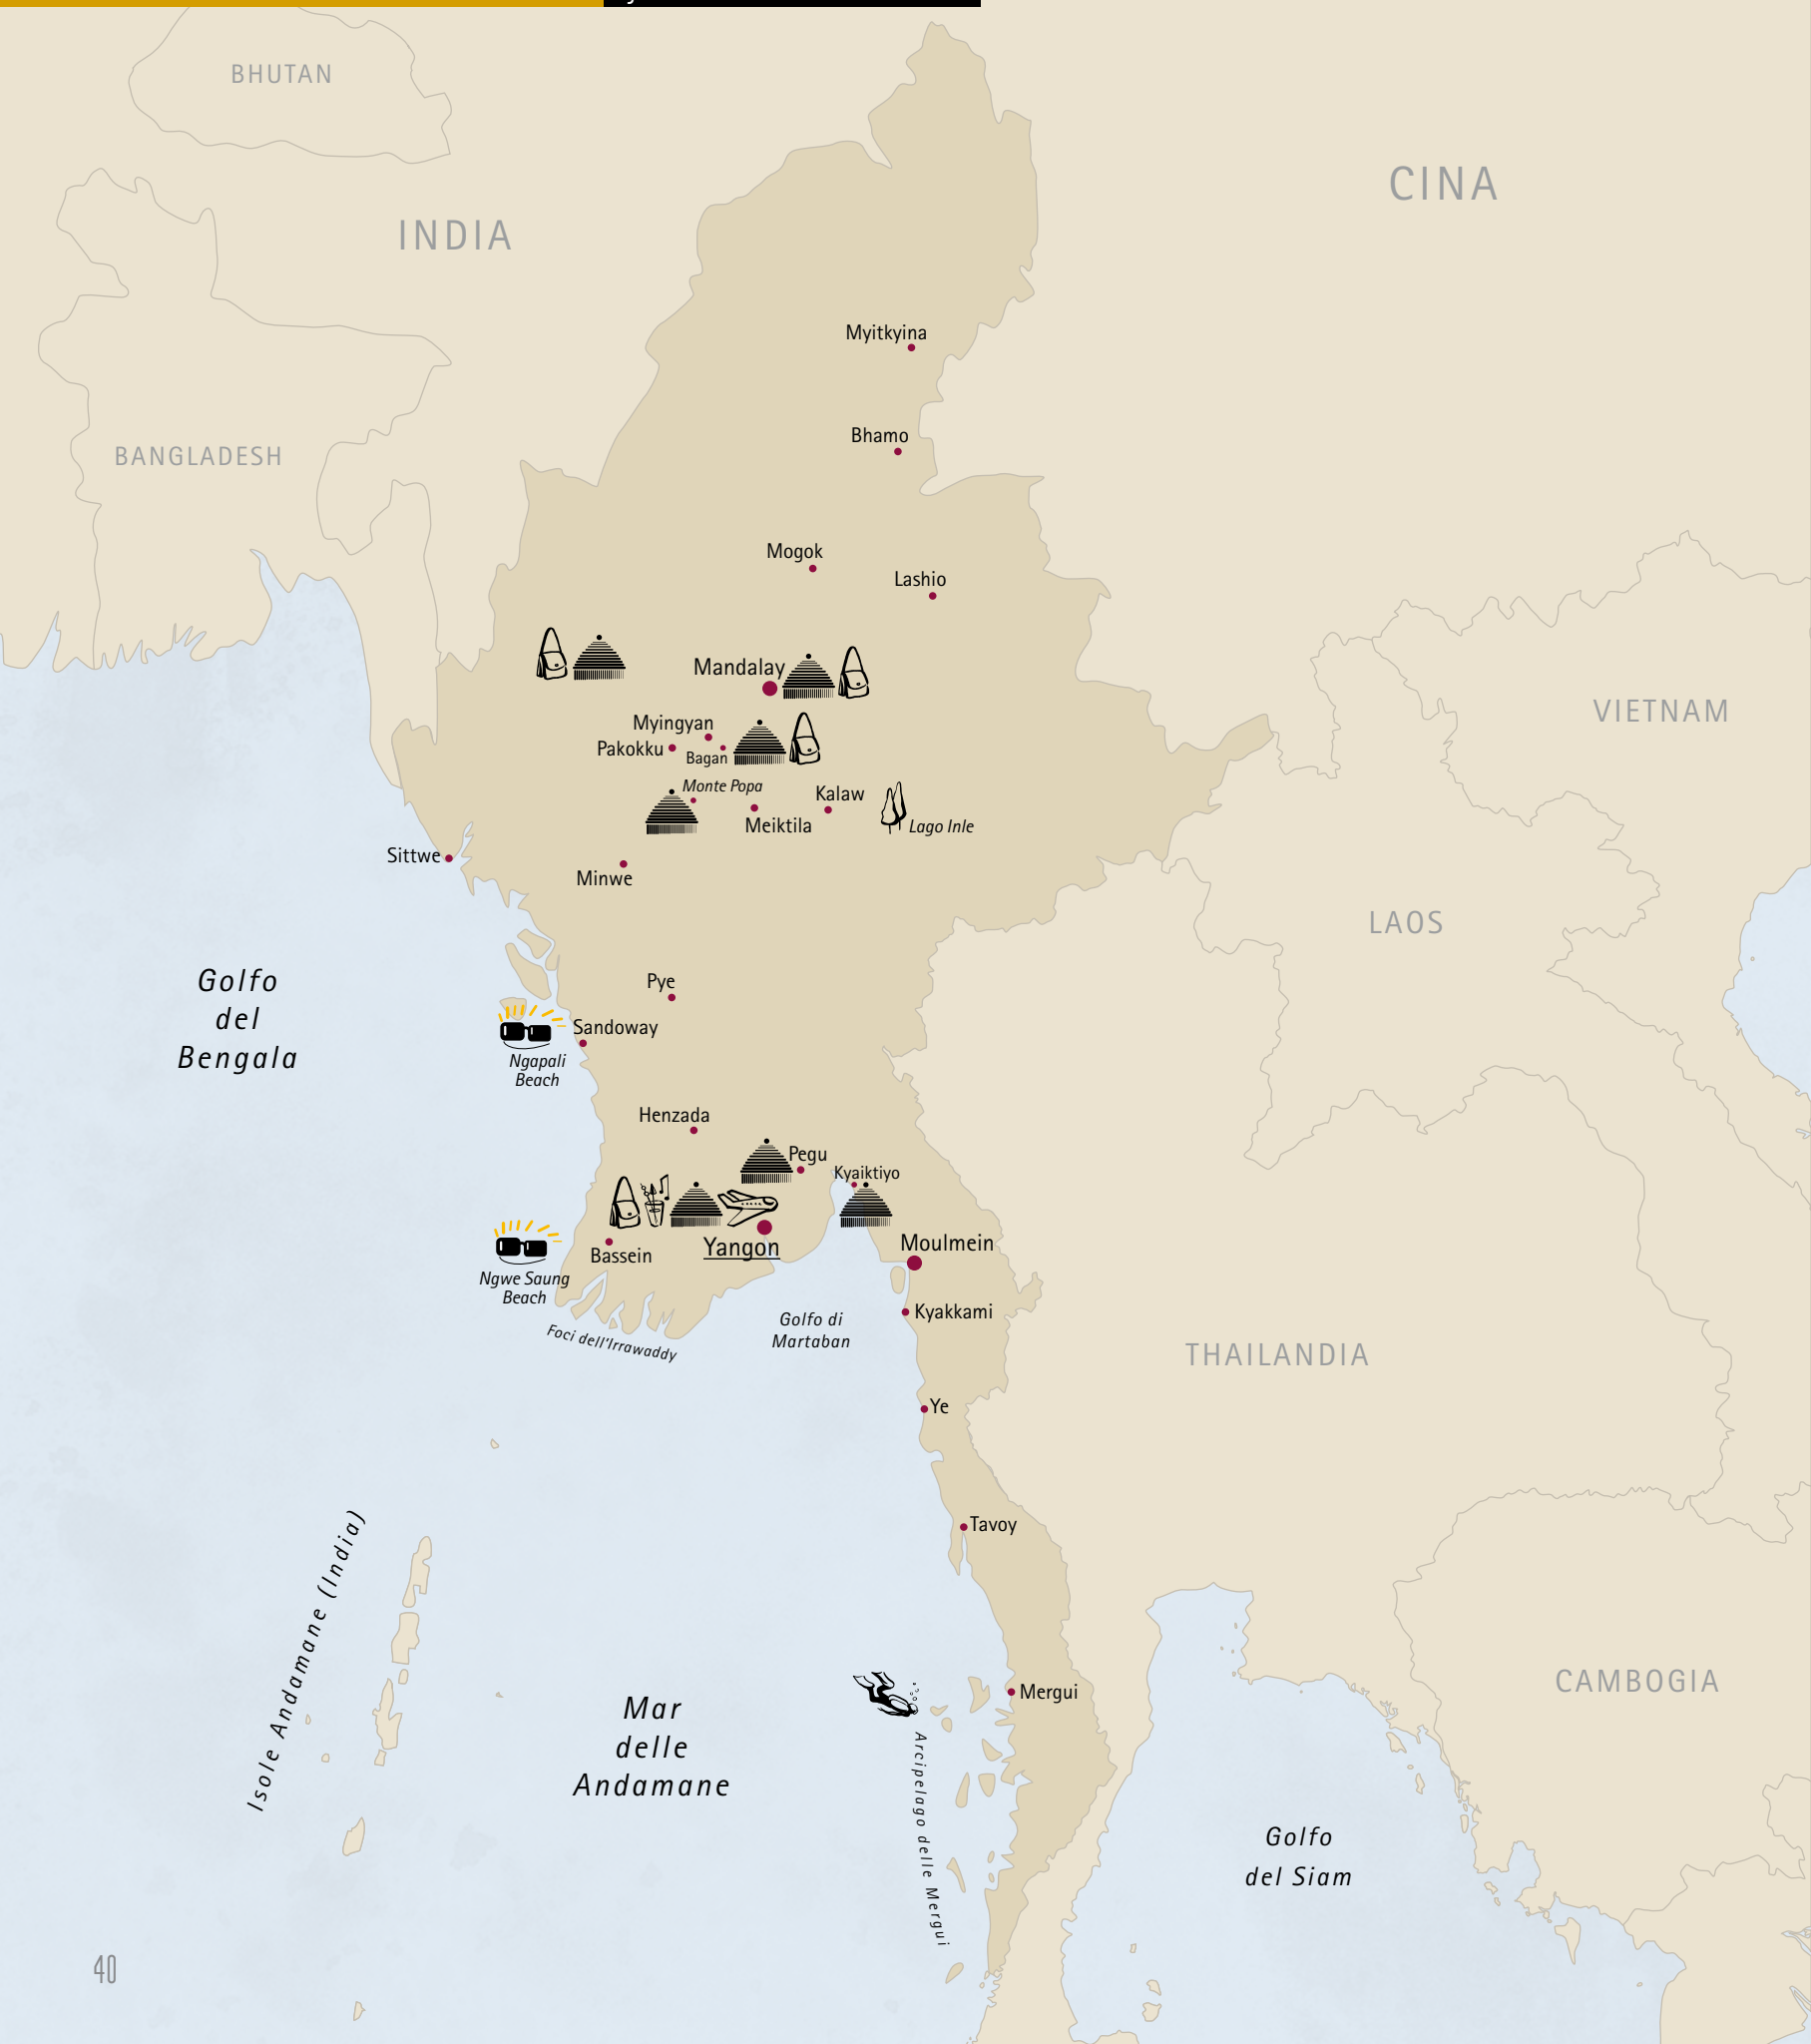 BHUTAN
CINA
INDIA
Myitkyina
Bhamo
BANGLADESH
Mogok
Lashio
Mandalay
VIETNAM
Myingyan
Pakokku
Bagan
Monte Popa
Kalaw
Meiktila
Lago Inle
Sittwe
Minwe
LAOS
Golfo
del
Bengala
Pye
Sandoway
Ngapali
Beach
Henzada
Pegu
Kyaiktiyo
Bassein
Yangon
Moulmein
Ngwe Saung
Beach
Kyakkami
Golfo di
Martaban
Foci dell'Irrawaddy
THAILANDIA
Ye
Tavoy
Isole Andamane (India)
CAMBOGIA
Mergui
Mar
delle
Andamane
Arcipelago delle Mergui
Golfo
del Siam
40